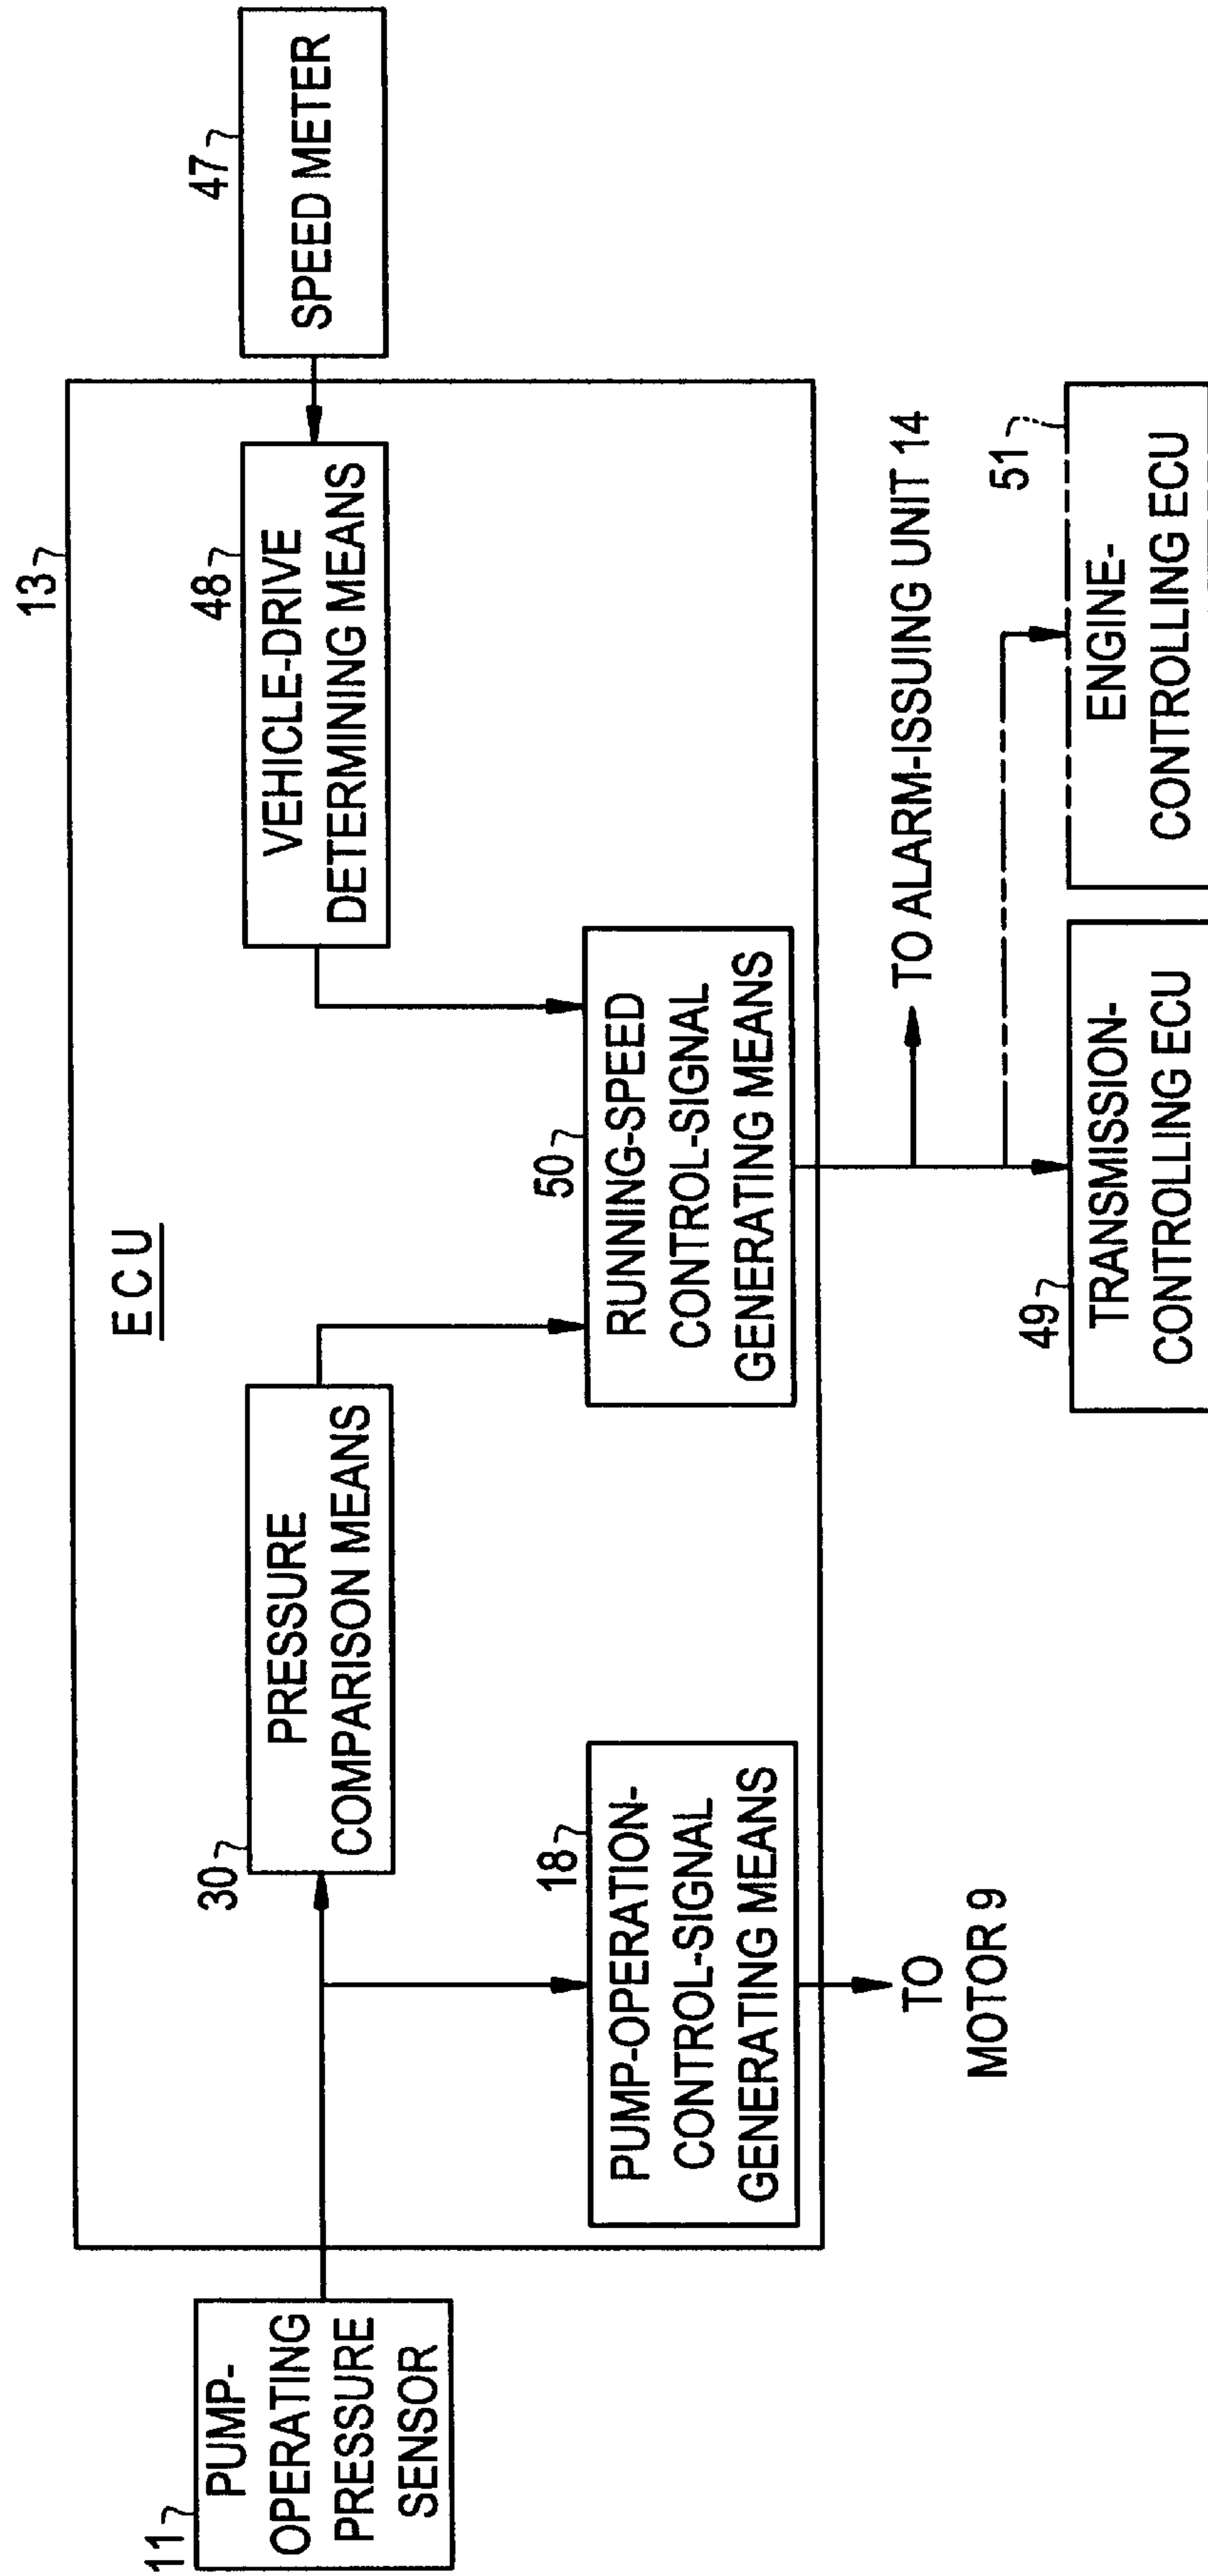 13
ECU
11
PUMP-
OPERATING
PRESSURE
SENSOR
30
PRESSURE
COMPARISON MEANS
48
VEHICLE-DRIVE
DETERMINING MEANS
47
SPEED METER
18
PUMP-OPERATION-
CONTROL-SIGNAL
GENERATING MEANS
50
RUNNING-SPEED
CONTROL-SIGNAL
GENERATING MEANS
TO
MOTOR 9
TO ALARM-ISSUING UNIT 14
49
TRANSMISSION-
CONTROLLING ECU
51
ENGINE-
CONTROLLING ECU